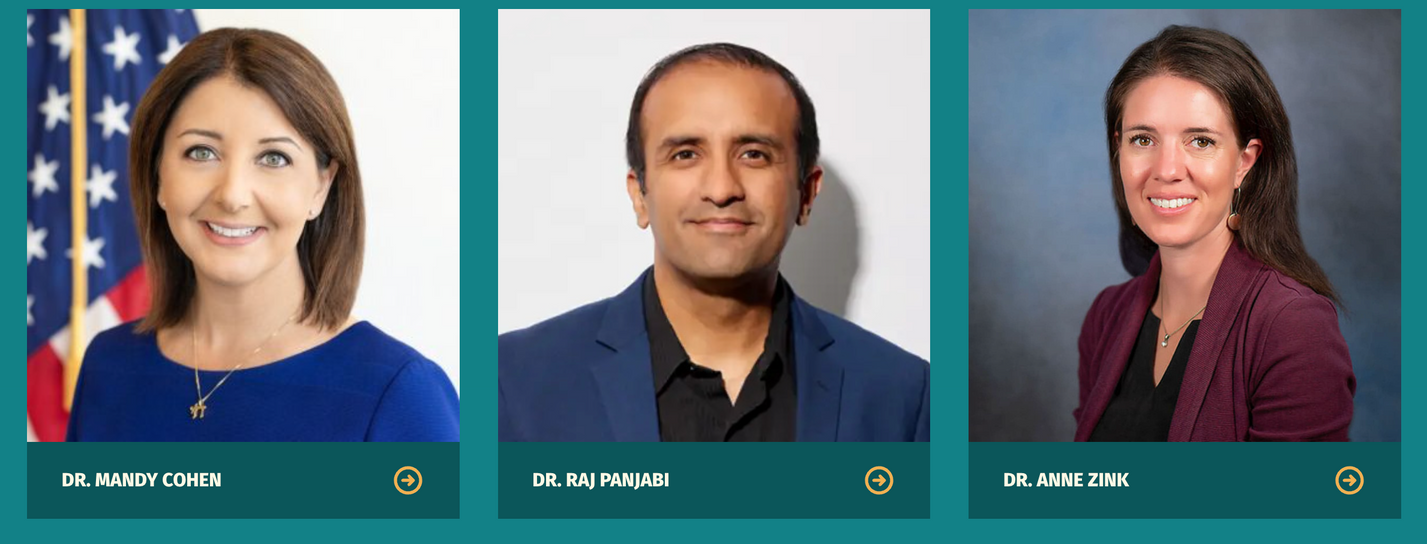 DR. MANDY COHEN
DR. RAJ PANJABI
DR. ANNE ZINK